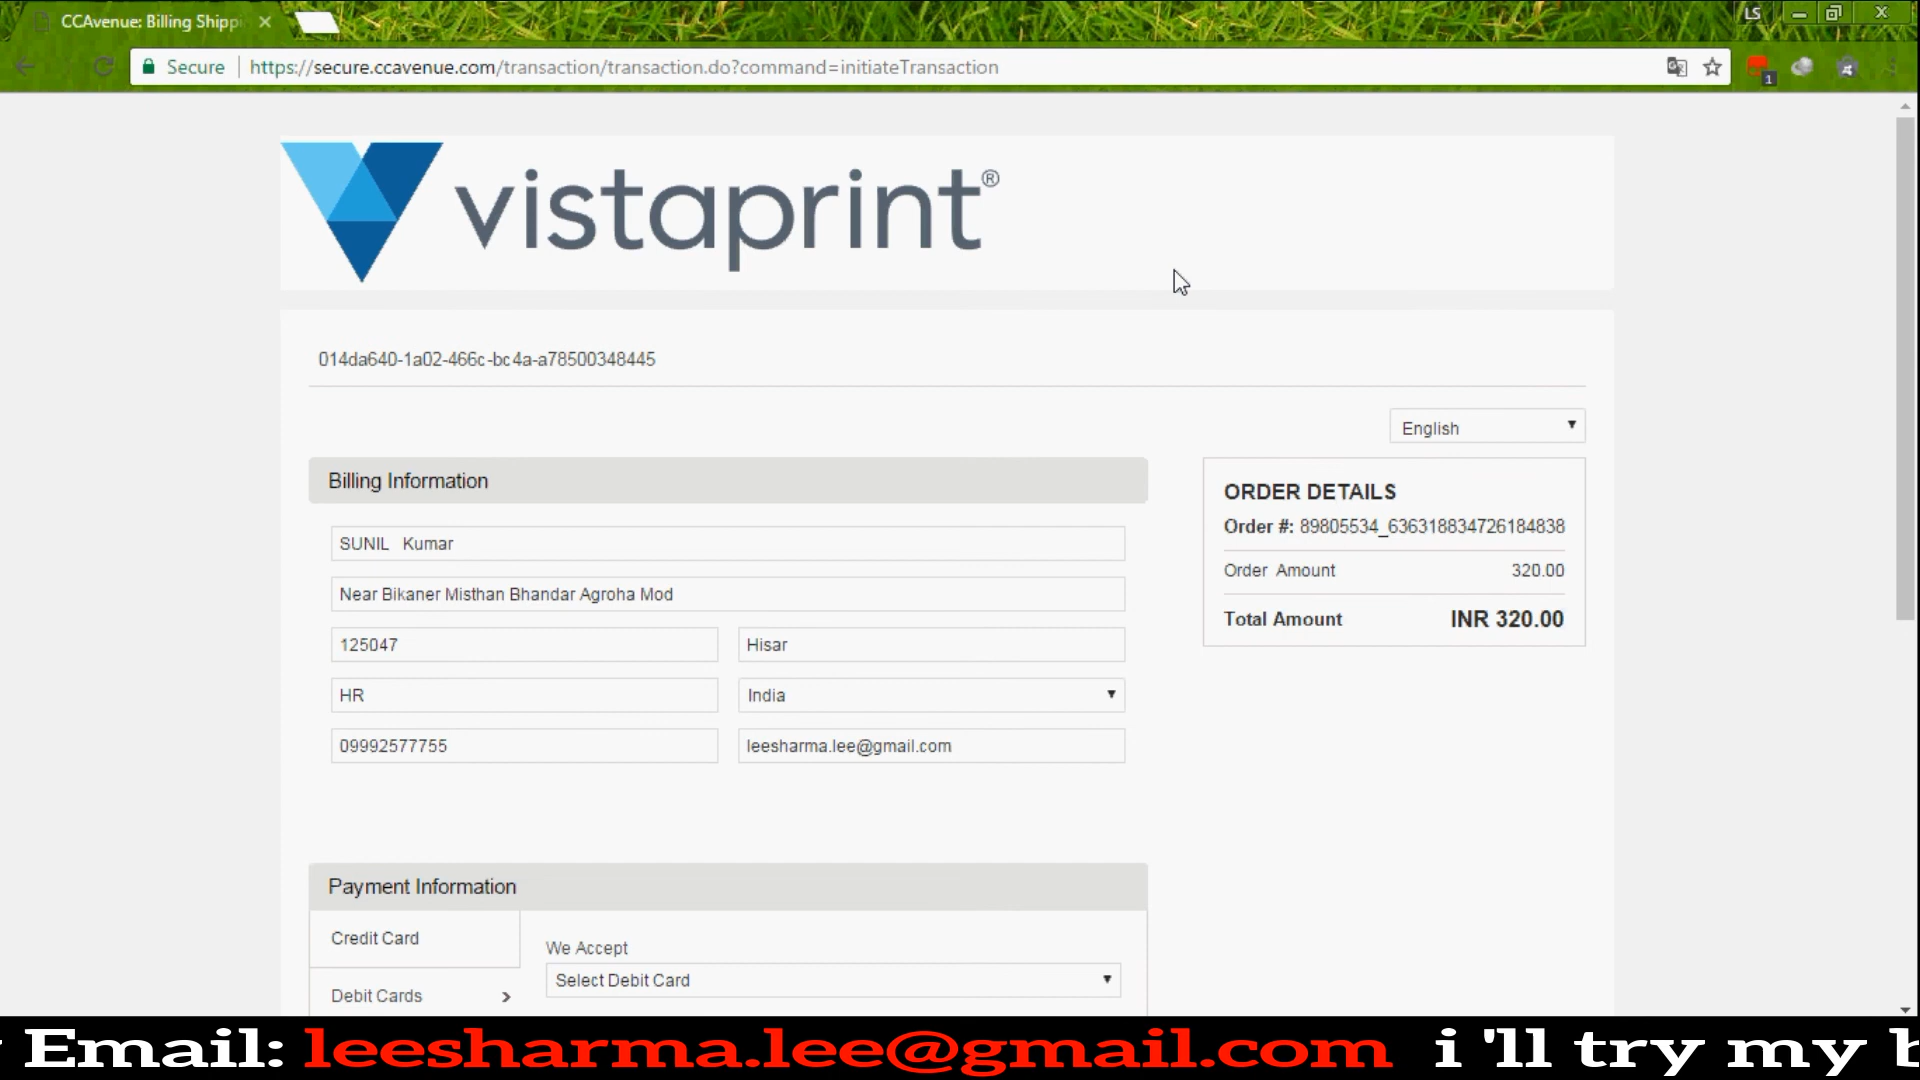 CCAvenue: Billing Shippi
LS
Secure
https://secure.ccavenue.com/transaction/transaction.do?command=initiateTransaction
1
vistaprint®
014da640-1a02-466c-bc4a-a78500348445
English
Billing Information
SUNIL Kumar
Near Bikaner Misthan Bhandar Agroha Mod
125047
Hisar
HR
India
09992577755
leesharma.lee@gmail.com
ORDER DETAILS
Order #: 89805534_636318834726184838
Order Amount 320.00
Total Amount INR 320.00
Payment Information
Credit Card
Debit Cards
We Accept
Select Debit Card
Email: leesharma.lee@gmail.com i 'll try my